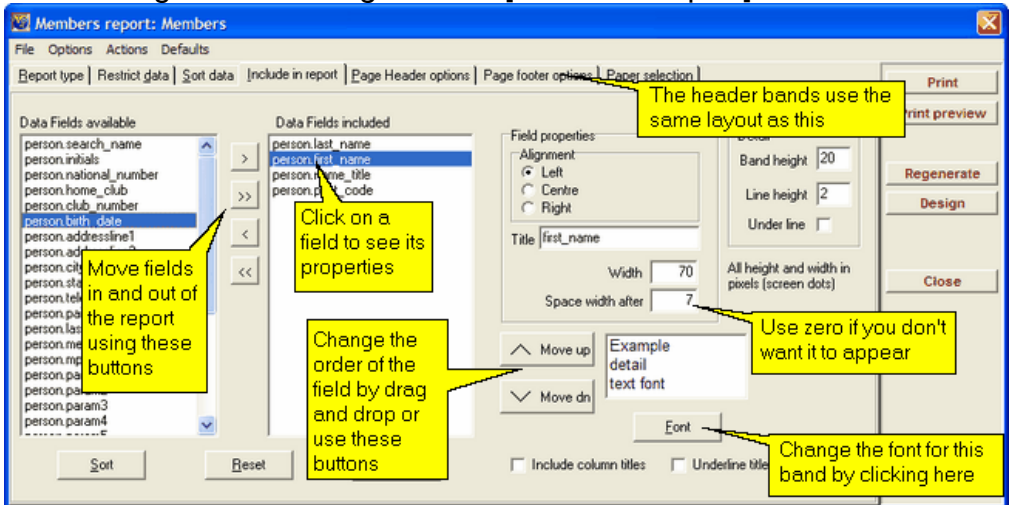 Members report: Members
File Options Actions Defaults
Report type Restrict data Sort data Include in report Page Header options Page footer options Paper selection
Data Fields available
person.search_name
person.initials
person.national_number
person.home_club
person.club_number
person.birth_date
person.addressline1
Move fields
in and out of
the report
using these
buttons
person.param3
person.param4
Sort
Reset
>
>>
<
<<
Data Fields included
person.last_name
person.first_name
Click on a
field to see its
properties
Change the
order of the
field by drag
and drop or
use these
buttons
The header bands use the
same layout as this
Field properties
Alignment
Left
Centre
Right
Title first_name
Width 70
Space width after 7
Detail
Band height 20
Line height 2
Under line
All height and width in
pixels (screen dots)
Use zero if you don't
want it to appear
Move up
Move dn
Example
detail
text font
Font
Change the font for this
band by clicking here
Include column titles
Print
Print preview
Regenerate
Design
Close